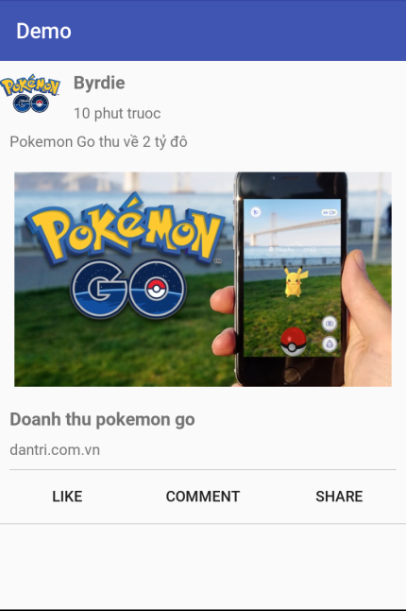 Demo
POKÉMON
GO
Byrdie
10 phut truoc
Pokemon Go thu về 2 tỷ đô
POKÉMON
GO
Doanh thu pokemon go
dantri.com.vn
LIKE COMMENT SHARE